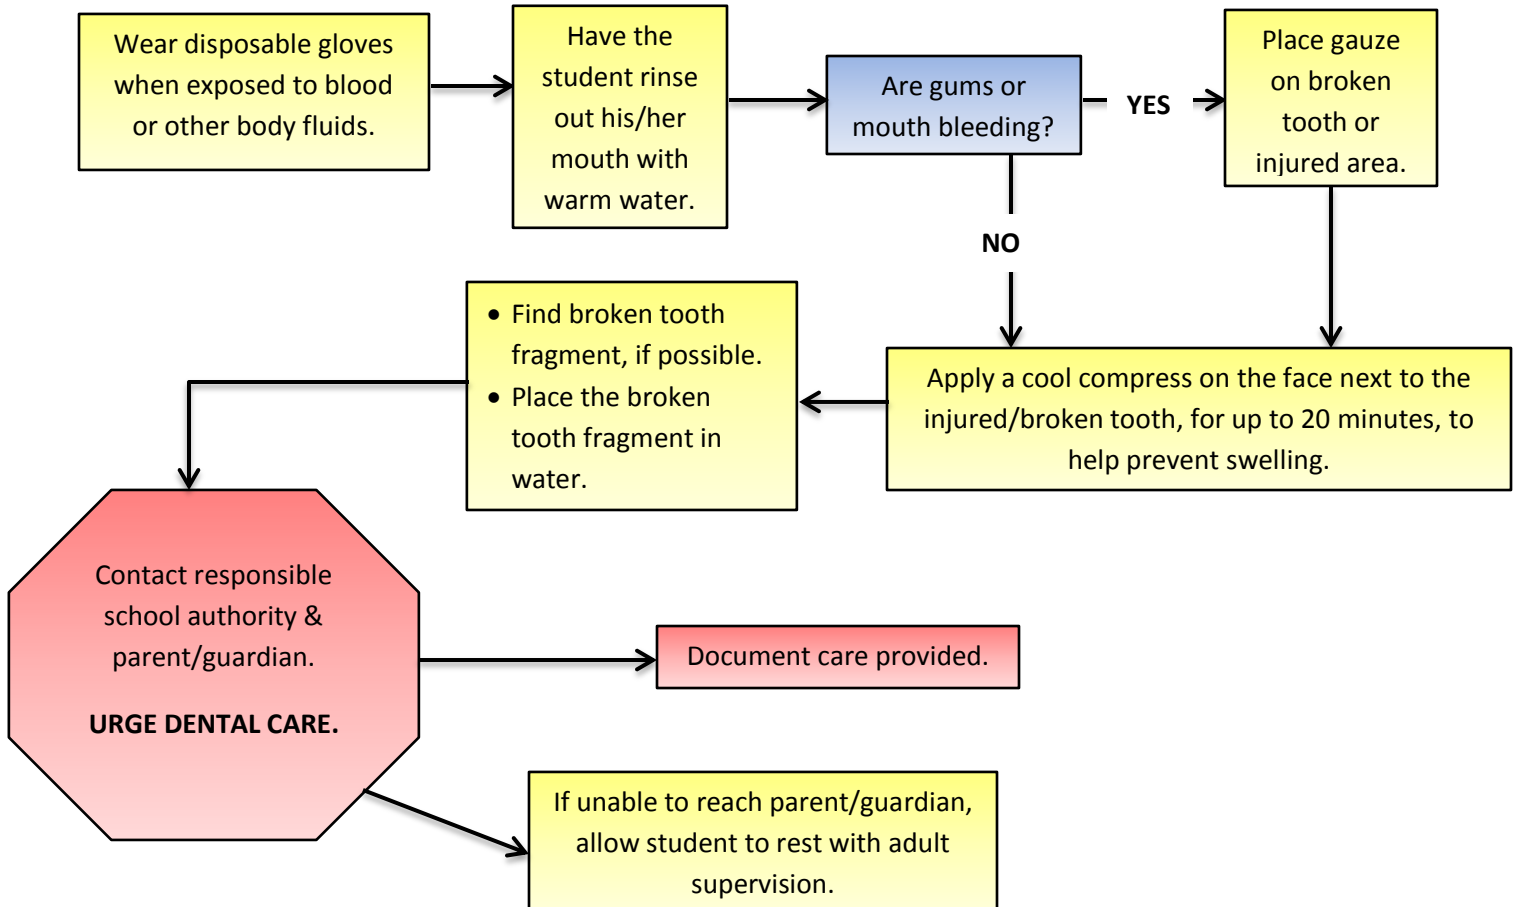 Wear disposable gloves
when exposed to blood
or other body fluids.
Have the
student rinse
out his/her
mouth with
warm water.
Are gums or
mouth bleeding?
YES
Place gauze
on broken
tooth or
injured area.
NO
Apply a cool compress on the face next to the
injured/broken tooth, for up to 20 minutes, to
help prevent swelling.
• Find broken tooth
fragment, if possible.
• Place the broken
tooth fragment in
water.
Contact responsible
school authority &
parent/guardian.
URGE DENTAL CARE.
Document care provided.
If unable to reach parent/guardian,
allow student to rest with adult
supervision.